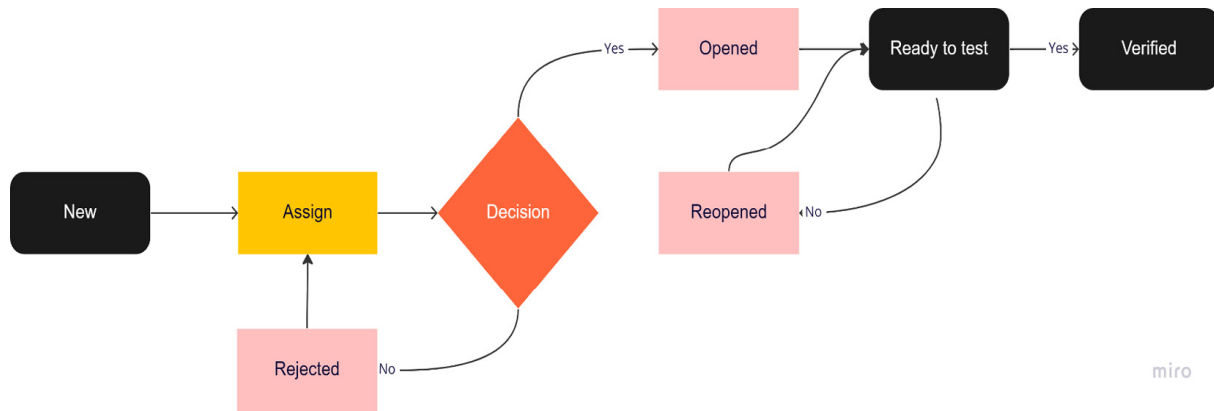 Yes
Opened
Ready to test
Yes
Verified
New
Assign
Decision
Reopened
No
Rejected
No
miro